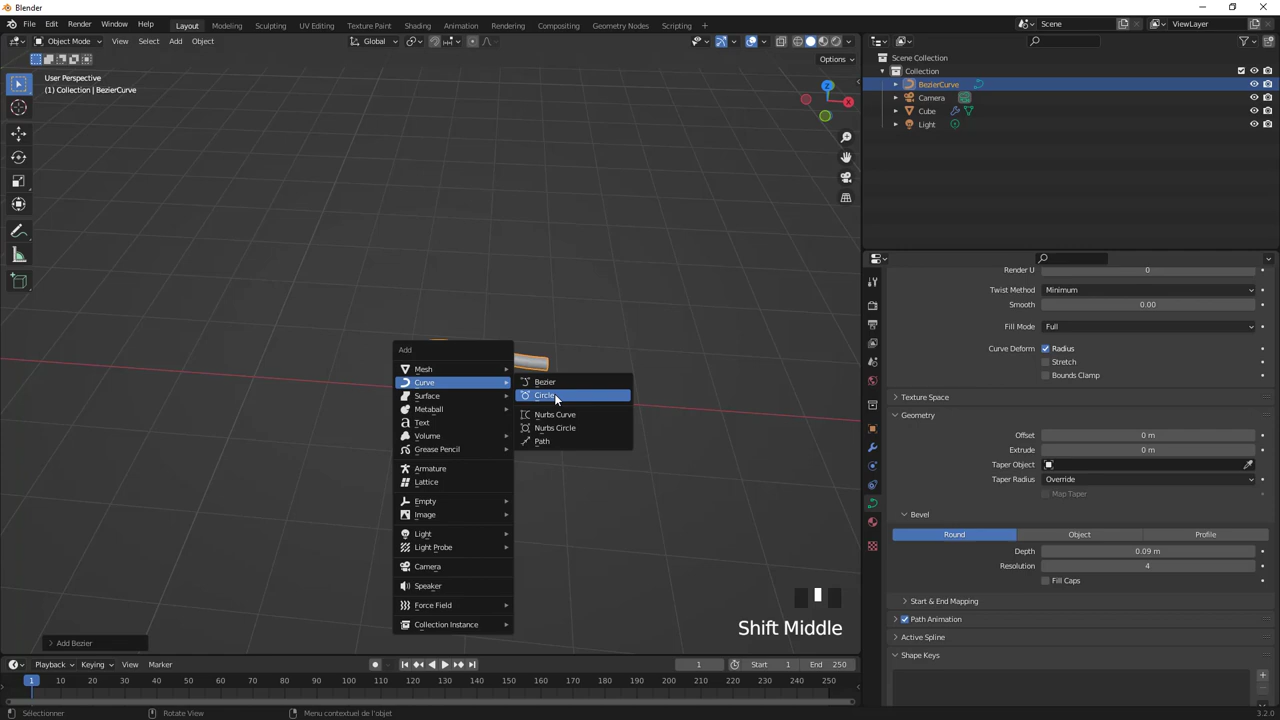 Blender
File Edit Render Window Help Layout Modeling Sculpting UV Editing Texture Paint Shading Animation Rendering Compositing Geometry Nodes Scripting + Scene ViewLayer
Object Mode View Select Add Object Global
Options
User Perspective
(1) Collection | BezierCurve
Z
X
Y
Scene Collection
Collection
BezierCurve
Camera
Cube
Light
Render U 0
Twist Method Minimum
Smooth 0.00
Fill Mode Full
Curve Deform Radius
Stretch
Bounds Clamp
Texture Space
Geometry
Offset 0 m
Extrude 0 m
Taper Object
Taper Radius Override
Map Taper
Bevel
Round Object Profile
Depth 0.09 m
Resolution 4
Fill Caps
Start & End Mapping
Path Animation
Active Spline
Shape Keys
Add
Mesh
Curve
Surface
Metaball
Text
Volume
Grease Pencil
Armature
Lattice
Empty
Image
Light
Light Probe
Camera
Speaker
Force Field
Collection Instance
Bezier
Circle
Nurbs Curve
Nurbs Circle
Path
Shift Middle
Add Bezier
Playback Keying View Marker 1 Start 1 End 250
1 10 20 30 40 50 60 70 80 90 100 110 120 130 140 150 160 170 180 190 200 210 220 230 240 250
Sélectionner Rotate View Menu contextuel de l'objet 3.2.0